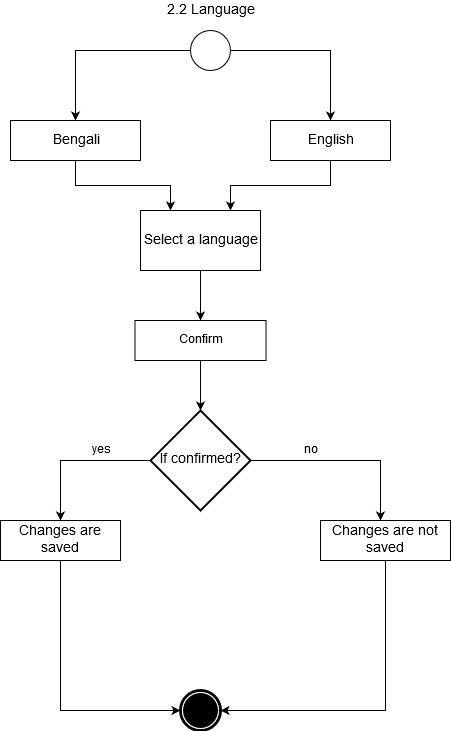 2.2 Language
Bengali
English
Select a language
Confirm
If confirmed?
yes
no
Changes are
saved
Changes are not
saved